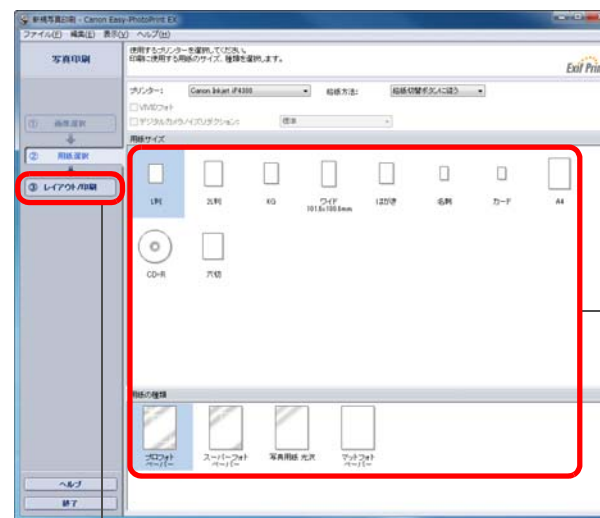 新規写真印刷 - Canon Easy-PhotoPrint EX
ファイル(F) 編集(E) 表示(V) ヘルプ(H)
写真印刷
使用するプリンターを選択してください。
印刷に使用する用紙のサイズ、種類を選択します。
Exif Prin
プリンター: Canon Inkjet iP4300 給紙方法: 給紙切替ボタンに従う
VIVIDフォト
デジタルカメラノイズリダクション: 標準
① 画像選択
② 用紙選択
③ レイアウト/印刷
用紙サイズ
L判 2L判 KG ワイド はがき 名刺 カード A4
101.6x180.6mm
CD-R 六切
用紙の種類
プロフォト スーパーフォト 写真用紙 光沢 マットフォト
ペーパー ペーパー ペーパー
ヘルプ
終了